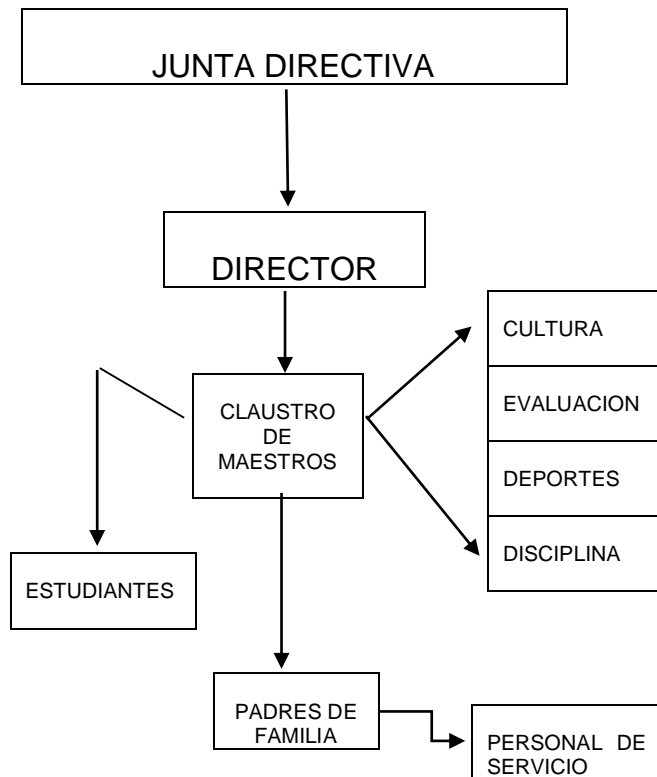 JUNTA DIRECTIVA
DIRECTOR
CULTURA
EVALUACION
DEPORTES
DISCIPLINA
CLAUSTRO
DE
MAESTROS
ESTUDIANTES
PADRES DE
FAMILIA
PERSONAL DE
SERVICIO